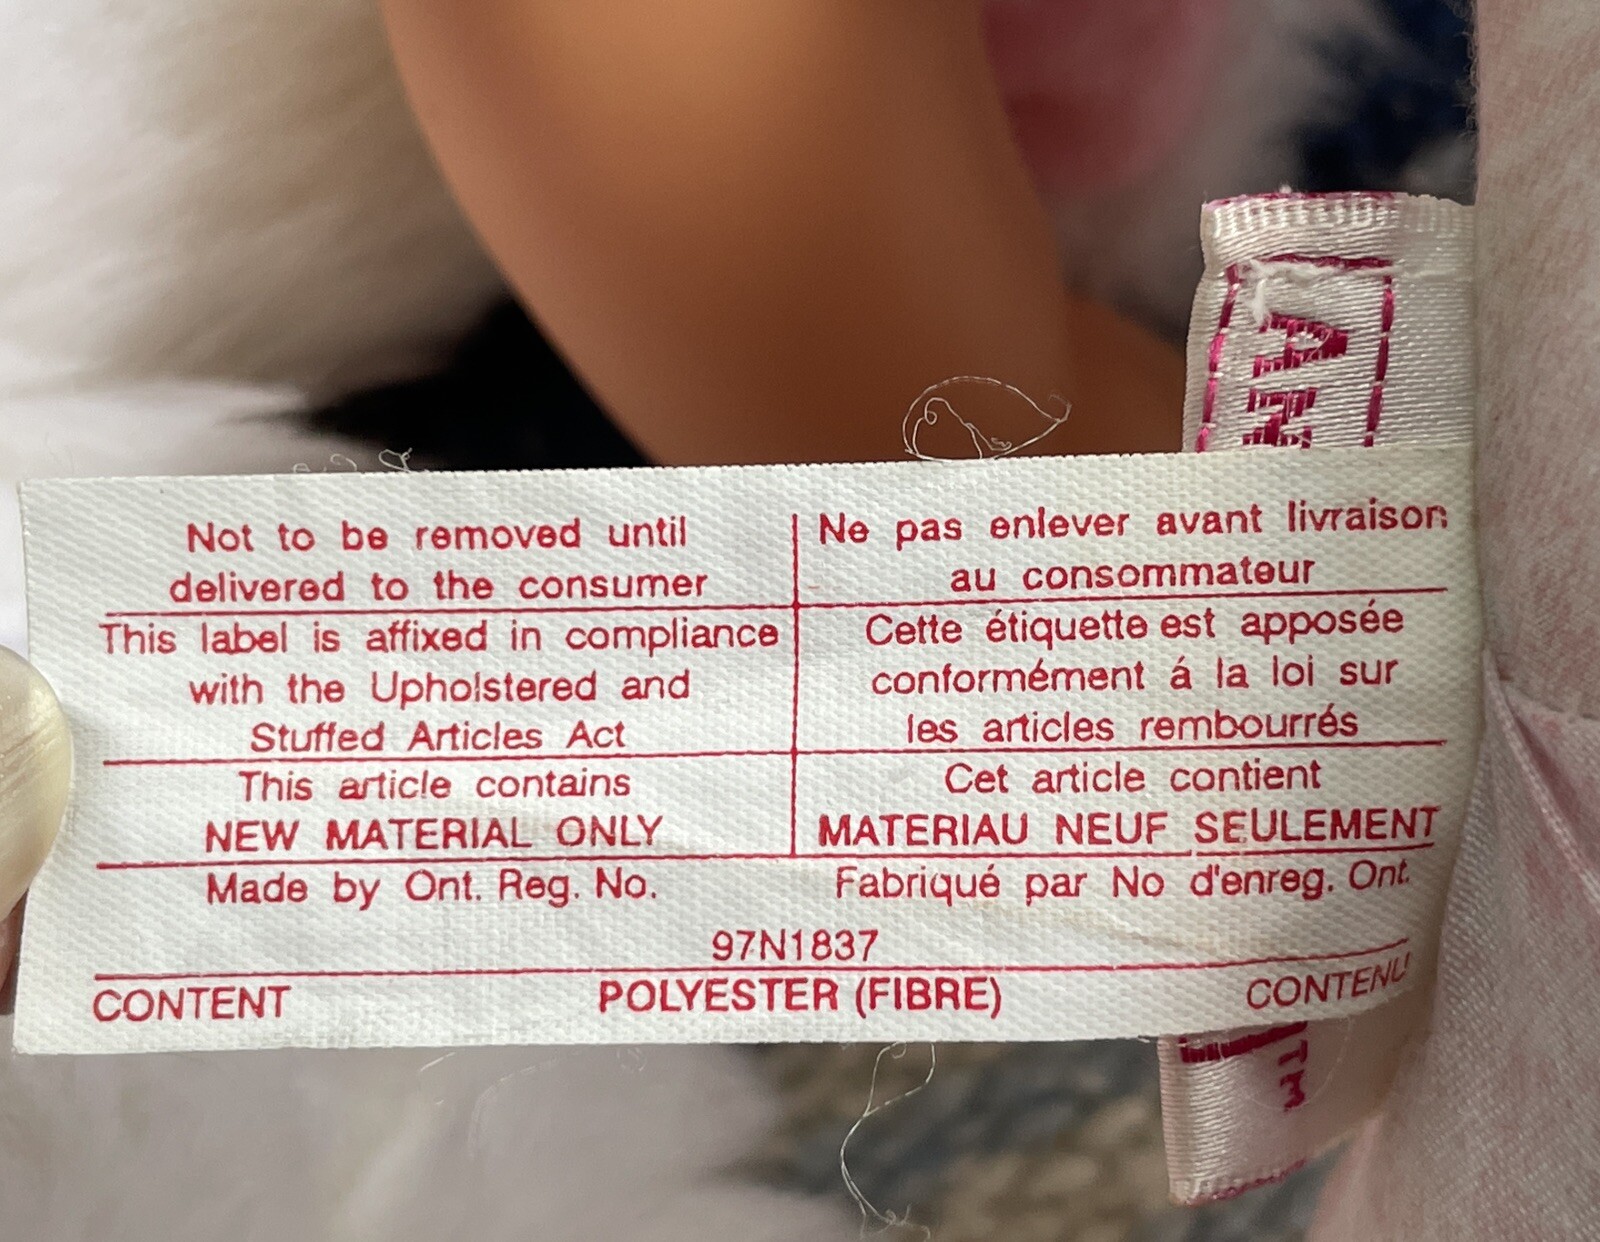 Not to be removed until
delivered to the consumer
This label is affixed in compliance
with the Upholstered and
Stuffed Articles Act
This article contains
NEW MATERIAL ONLY
Made by Ont. Reg. No.
Ne pas enlever avant livraison
au consommateur
Cette étiquette est apposée
conformément á la loi sur
les articles rembourrés
Cet article contient
MATERIAU NEUF SEULEMENT
Fabriqué par No d'enreg. Ont.
97N1837
CONTENT POLYESTER (FIBRE) CONTENU